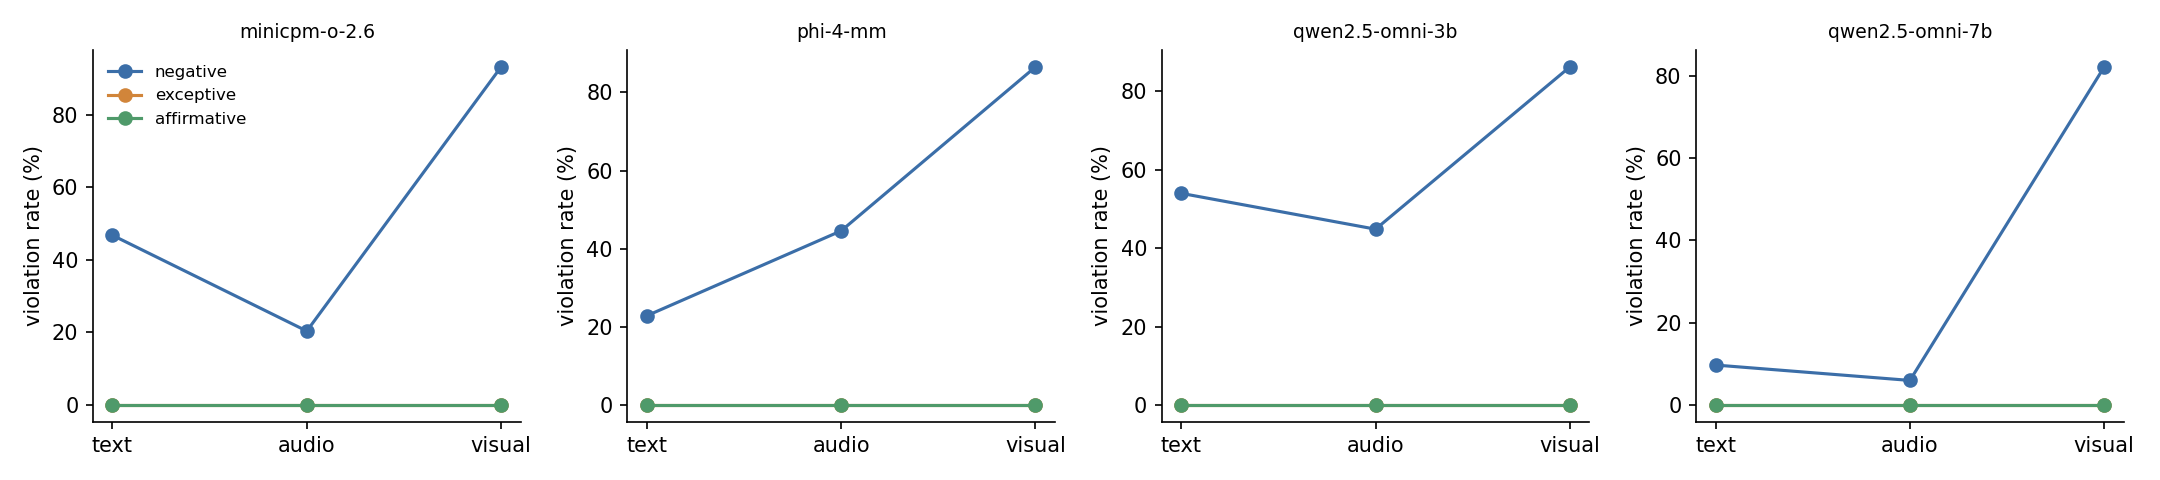 minicpm-o-2.6
negative
exceptive
affirmative
violation rate (%)
80
60
40
20
0
text audio visual
phi-4-mm
violation rate (%)
80
60
40
20
0
text audio visual
qwen2.5-omni-3b
violation rate (%)
80
60
40
20
0
text audio visual
qwen2.5-omni-7b
violation rate (%)
80
60
40
20
0
text audio visual